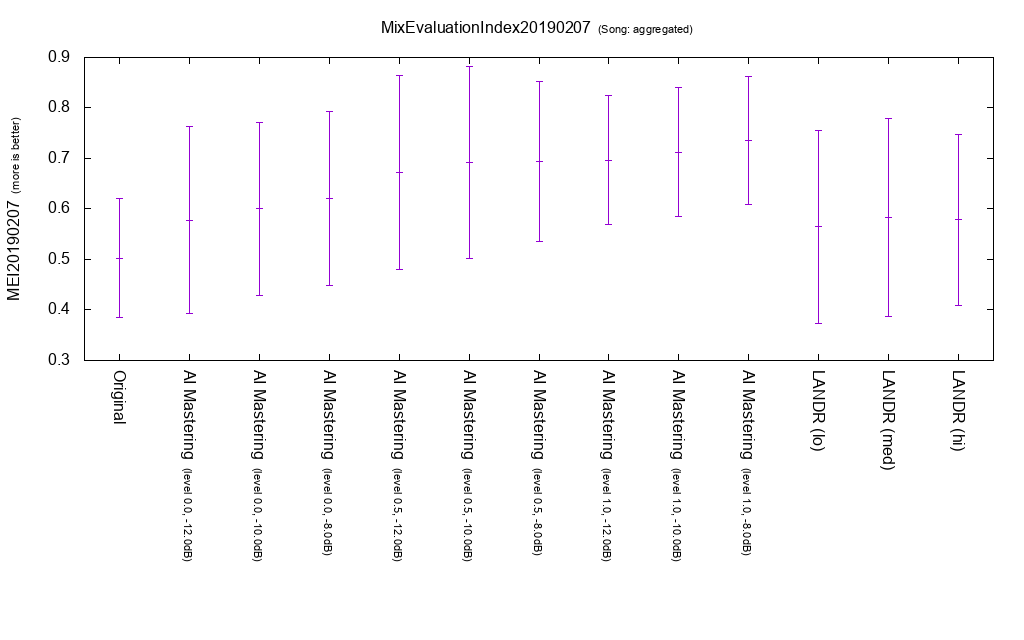 MixEvaluationIndex20190207 (Song: aggregated)
MEI20190207 (more is better)
0.9
0.8
0.7
0.6
0.5
0.4
0.3
Original
AI Mastering (level 0.0, -12.0dB)
AI Mastering (level 0.0, -10.0dB)
AI Mastering (level 0.0, -8.0dB)
AI Mastering (level 0.5, -12.0dB)
AI Mastering (level 0.5, -10.0dB)
AI Mastering (level 0.5, -8.0dB)
AI Mastering (level 1.0, -12.0dB)
AI Mastering (level 1.0, -10.0dB)
AI Mastering (level 1.0, -8.0dB)
LANDR (lo)
LANDR (med)
LANDR (hi)